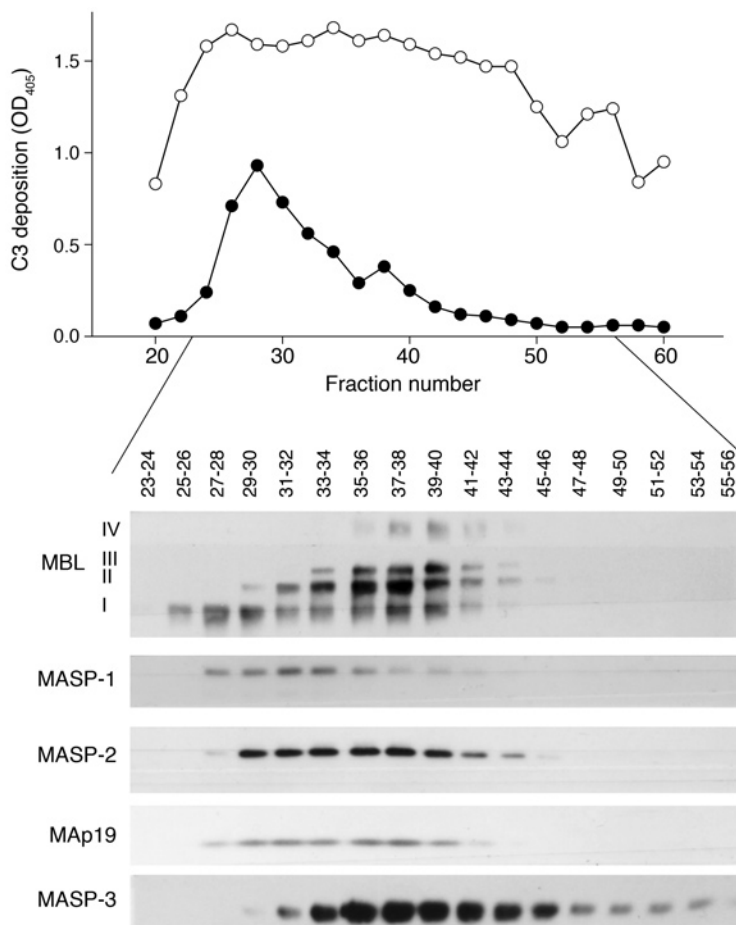 C3 deposition (OD405)
1.5
1.0
0.5
0.0
20 30 40 50 60
Fraction number
23-24 25-26 27-28 29-30 31-32 33-34 35-36 37-38 39-40 41-42 43-44 45-46 47-48 49-50 51-52 53-54 55-56
MBL
IV
III
II
I
MASP-1
MASP-2
MAp19
MASP-3